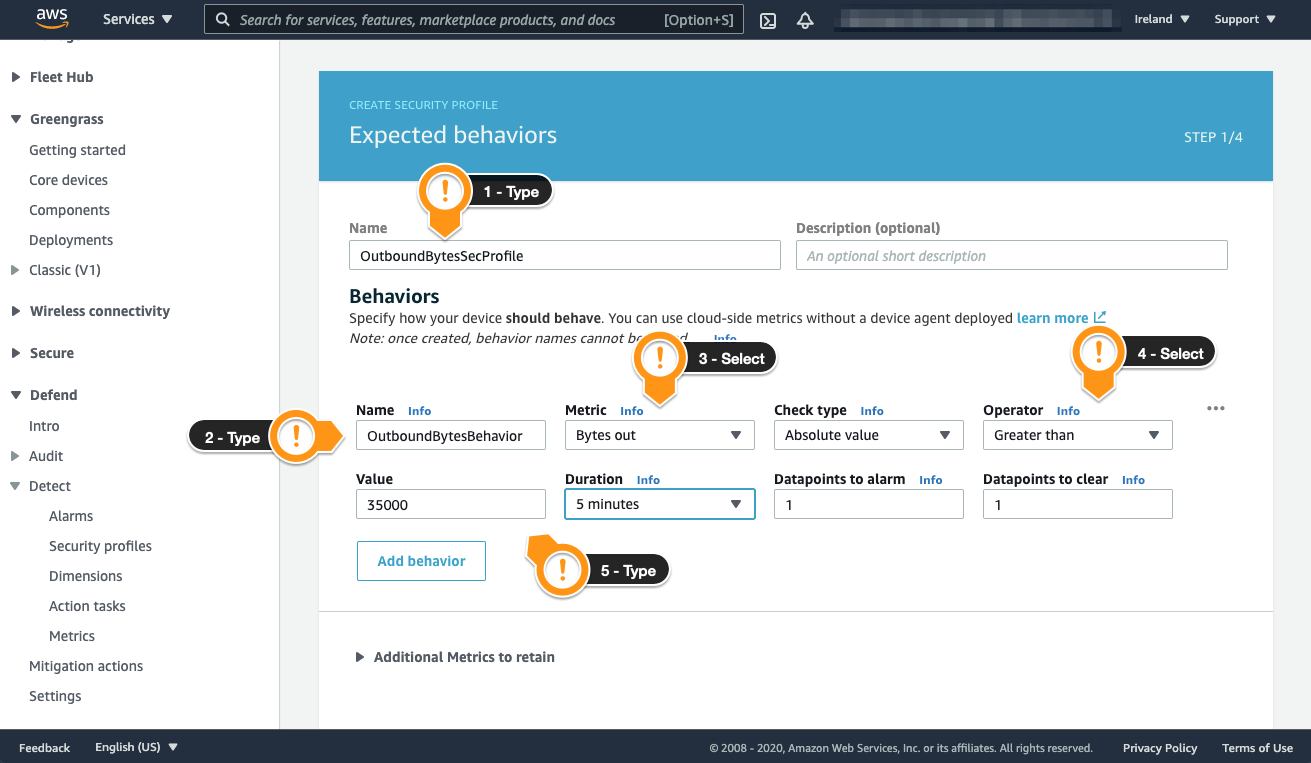 aws
Services
Search for services, features, marketplace products, and docs [Option+S]
Ireland
Support
Fleet Hub
Greengrass
Getting started
Core devices
Components
Deployments
Classic (V1)
Wireless connectivity
Secure
Defend
Intro
Audit
Detect
Alarms
Security profiles
Dimensions
Action tasks
Metrics
Mitigation actions
Settings
CREATE SECURITY PROFILE
Expected behaviors
STEP 1/4
! 1 - Type
Name
Description (optional)
OutboundBytesSecProfile
An optional short description
Behaviors
Specify how your device should behave. You can use cloud-side metrics without a device agent deployed learn more
Note: once created, behavior names cannot be Info
! 3 - Select
! 4 - Select
Name Info
Metric Info
Check type Info
Operator Info
2 - Type !
OutboundBytesBehavior
Bytes out
Absolute value
Greater than
Value
Duration Info
Datapoints to alarm Info
Datapoints to clear Info
35000
5 minutes
1
1
Add behavior
! 5 - Type
Additional Metrics to retain
Feedback
English (US)
© 2008 - 2020, Amazon Web Services, Inc. or its affiliates. All rights reserved.
Privacy Policy
Terms of Use